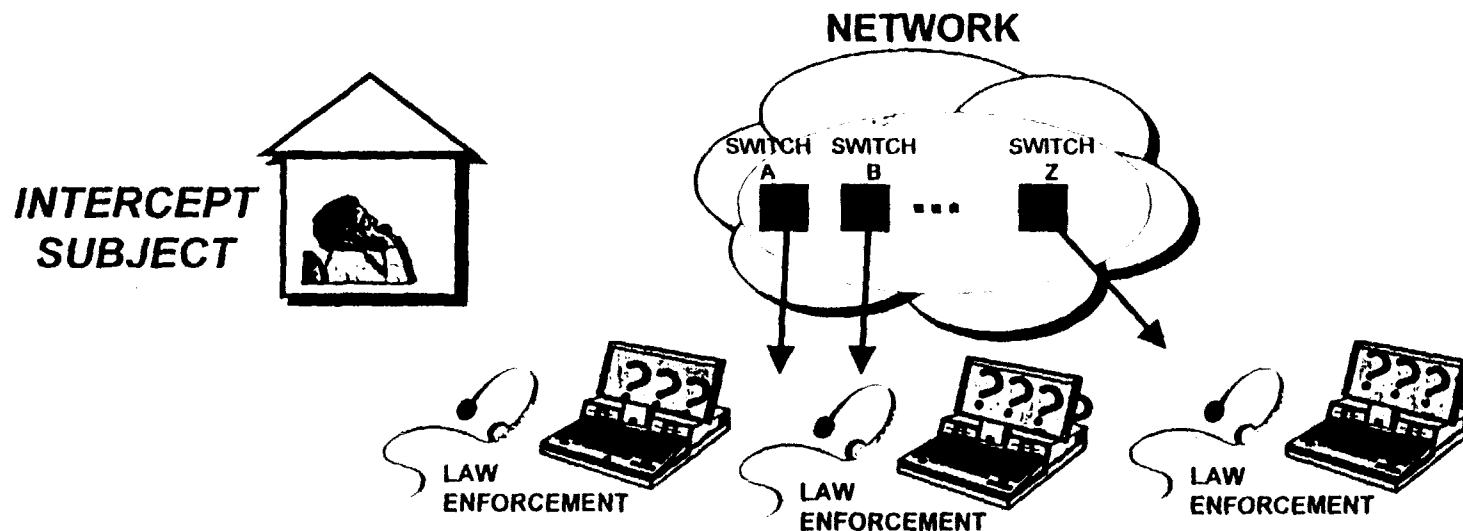 NETWORK
SWITCH SWITCH SWITCH
A B Z
INTERCEPT
SUBJECT
???
????
???
LAW
ENFORCEMENT
LAW
ENFORCEMENT
LAW
ENFORCEMENT